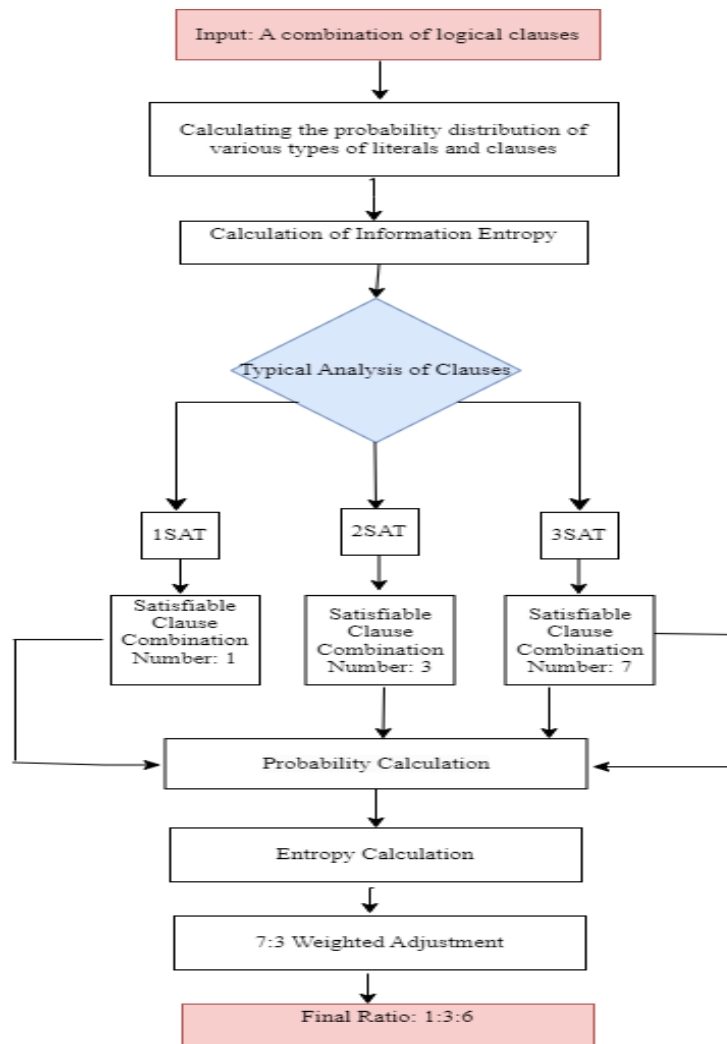 Input: A combination of logical clauses
Calculating the probability distribution of
various types of literals and clauses
Calculation of Information Entropy
Typical Analysis of Clauses
1SAT
2SAT
3SAT
Satisfiable
Clause
Combination
Number: 1
Satisfiable
Clause
Combination
Number: 3
Satisfiable
Clause
Combination
Number: 7
Probability Calculation
Entropy Calculation
7:3 Weighted Adjustment
Final Ratio: 1:3:6